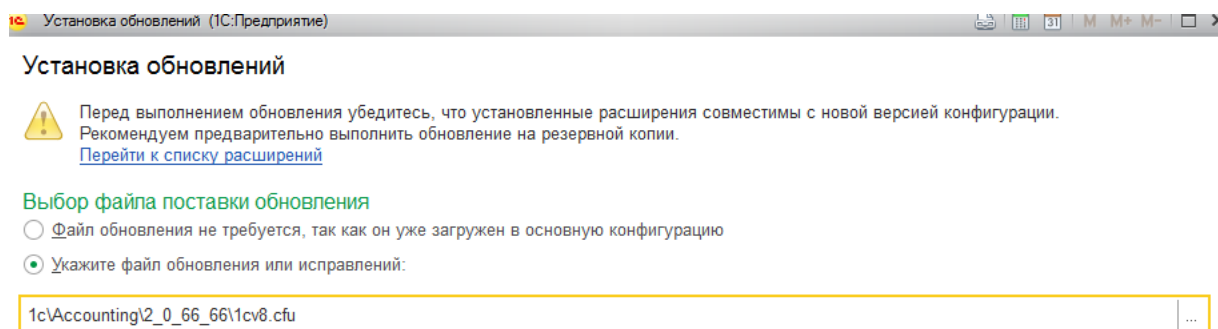 1С Установка обновлений (1С:Предприятие) 31 M M+ M-
Установка обновлений
Перед выполнением обновления убедитесь, что установленные расширения совместимы с новой версией конфигурации.
Рекомендуем предварительно выполнить обновление на резервной копии.
Перейти к списку расширений
Выбор файла поставки обновления
Файл обновления не требуется, так как он уже загружен в основную конфигурацию
Укажите файл обновления или исправлений:
1c\Accounting\2_0_66_66\1cv8.cfu ...